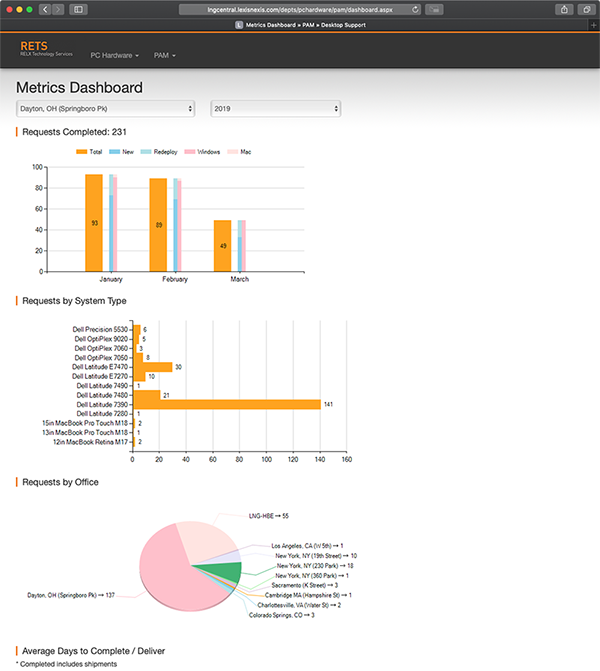 lngcentral.lexisnexis.com/depts/pchardware/pam/dashboard.aspx
L Metrics Dashboard » PAM » Desktop Support
RETS
RELX Technology Services
PC Hardware
PAM
Metrics Dashboard
Dayton, OH (Springboro Pk)
2019
Requests Completed: 231
Total New Redeploy Windows Mac
100
80
60
40
20
0
93
89
49
January February March
Requests by System Type
Dell Precision 5530 6
Dell OptiPlex 9020 5
Dell OptiPlex 7060 3
Dell OptiPlex 7050 8
Dell Latitude E7470 30
Dell Latitude E7270 10
Dell Latitude 7490 1
Dell Latitude 7480 21
Dell Latitude 7390 141
Dell Latitude 7280 1
15in MacBook Pro Touch M18 2
13in MacBook Pro Touch M18 1
12in MacBook Retina M17 2
0 20 40 60 80 100 120 140 160
Requests by Office
LNG-HBE → 55
Los Angeles, CA (W 5th) → 1
New York, NY (19th Street) → 10
New York, NY (230 Park) → 18
New York, NY (360 Park) → 1
Sacramento (K Street) → 3
Cambridge MA (Hampshire St) → 1
Charlottesville, VA (Water St) → 2
Colorado Springs, CO → 3
Dayton, OH (Springboro Pk) → 137
Average Days to Complete / Deliver
* Completed includes shipments